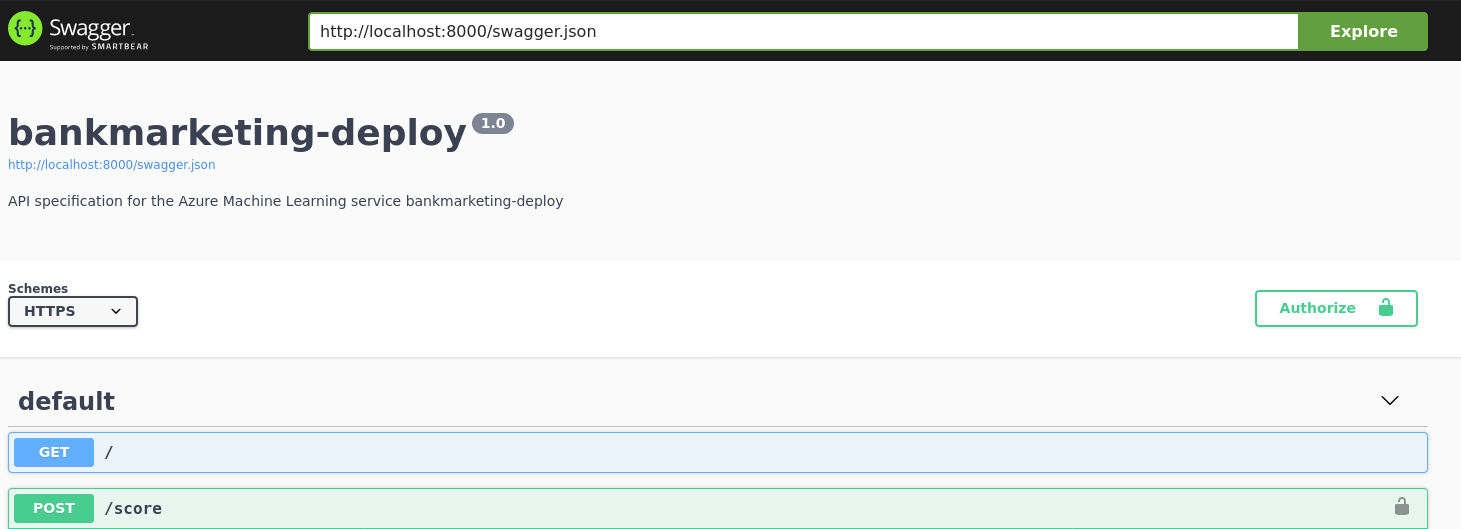 {···} Swagger.
Supported by SMARTBEAR
http://localhost:8000/swagger.json
Explore
bankmarketing-deploy 1.0
http://localhost:8000/swagger.json
API specification for the Azure Machine Learning service bankmarketing-deploy
Schemes
HTTPS
Authorize
default
GET /
POST /score